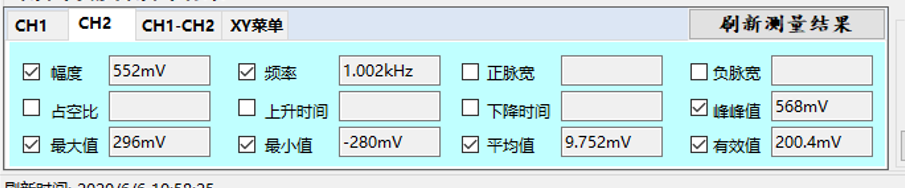 CH1 CH2 CH1-CH2 XY菜单 刷新测量结果
幅度 552mV 频率 1.002kHz 正脉宽 负脉宽
占空比 上升时间 下降时间 峰峰值 568mV
最大值 296mV 最小值 -280mV 平均值 9.752mV 有效值 200.4mV
刷新时间: 2020/6/6 10:58:25